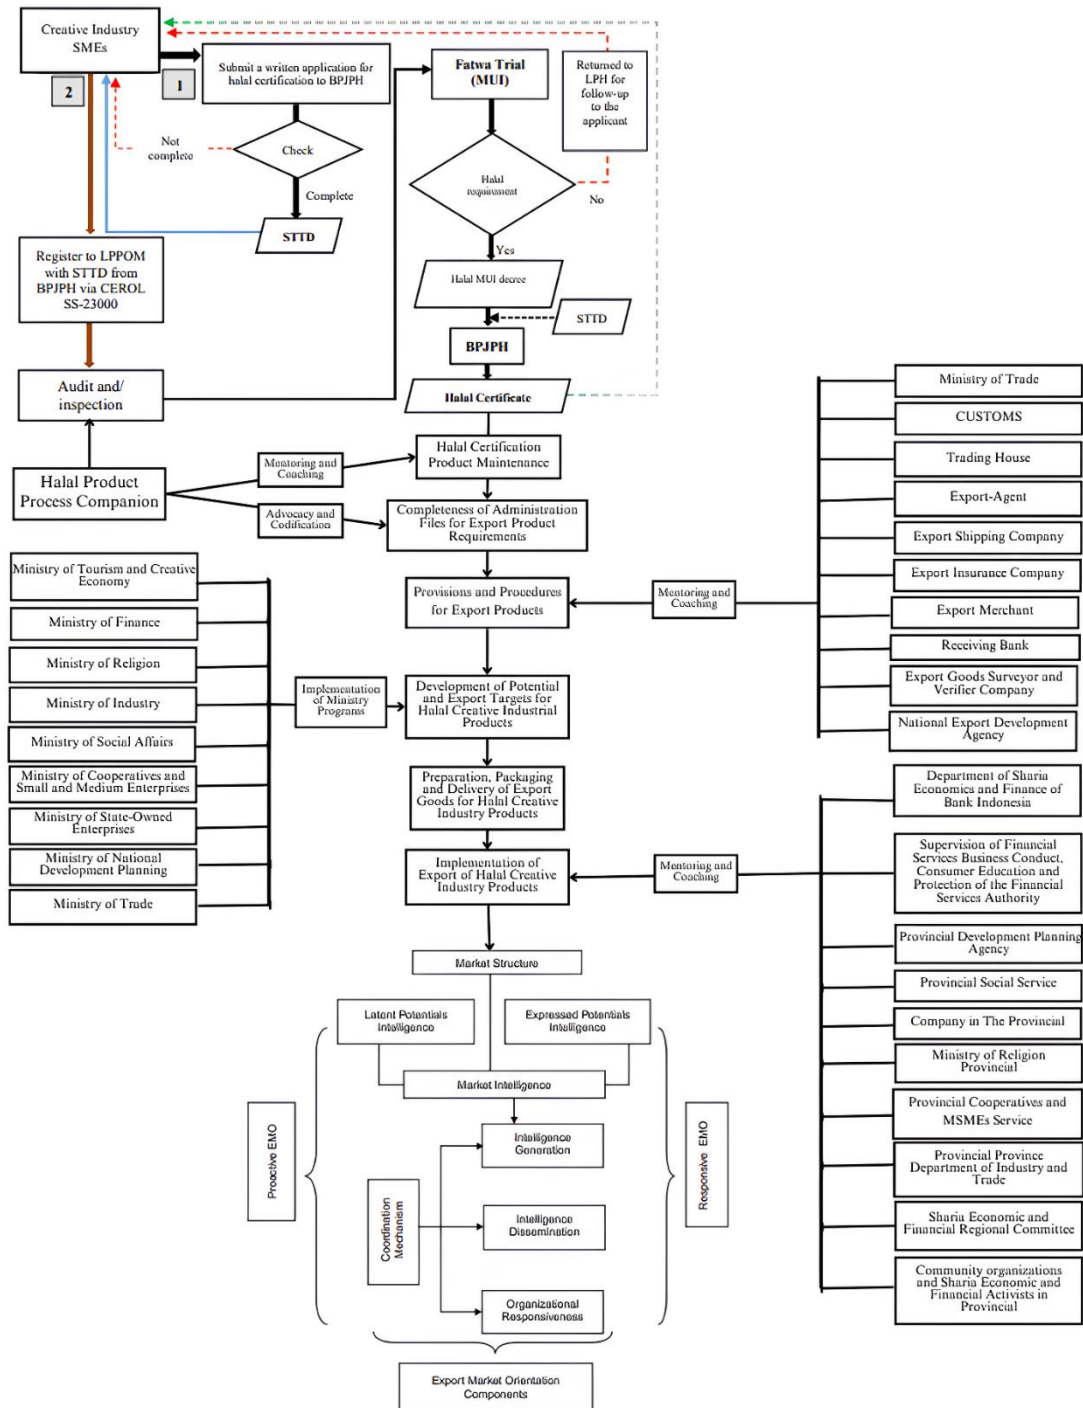 Creative Industry
SMEs
2
1
Submit a written application for
halal certification to BPJPH
Not
complete
Check
Complete
STTD
Fatwa Trial
(MUI)
Returned to
LPH for
follow-up
to the
applicant
Halal
requirement
No
Yes
Halal MUI decree
STTD
BPJPH
Halal Certificate
Register to LPPOM
with STTD from
BPJPH via CEROL
SS-23000
Audit and/
inspection
Halal Product
Process Companion
Mentoring and
Coaching
Advocacy and
Codification
Halal Certification
Product Maintenance
Completeness of Administration
Files for Export Product
Requirements
Provisions and Procedures
for Export Products
Mentoring and
Coaching
Ministry of Trade
CUSTOMS
Trading House
Export-Agent
Export Shipping Company
Export Insurance Company
Export Merchant
Receiving Bank
Export Goods Surveyor and
Verifier Company
National Export Development
Agency
Ministry of Tourism and Creative
Economy
Ministry of Finance
Ministry of Religion
Ministry of Industry
Ministry of Social Affairs
Ministry of Cooperatives and
Small and Medium Enterprises
Ministry of State-Owned
Enterprises
Ministry of National
Development Planning
Ministry of Trade
Implementation
of Ministry
Programs
Development of Potential
and Export Targets for
Halal Creative Industrial
Products
Preparation, Packaging
and Delivery of Export
Goods for Halal Creative
Industry Products
Implementation of
Export of Halal Creative
Industry Products
Mentoring and
Coaching
Department of Sharia
Economics and Finance of
Bank Indonesia
Supervision of Financial
Services Business Conduct,
Consumer Education and
Protection of the Financial
Services Authority
Provincial Development Planning
Agency
Provincial Social Service
Company in The Provincial
Ministry of Religion
Provincial
Provincial Cooperatives and
MSMEs Service
Provincial Province
Department of Industry and
Trade
Sharia Economic and
Financial Regional Committee
Community organizations
and Sharia Economic and
Financial Activists in
Provincial
Market Structure
Latent Potentials
Intelligence
Expressed Potentials
Intelligence
Market Intelligence
Proactive EMO
Responsive EMO
Coordination
Mechanism
Intelligence
Generation
Intelligence
Dissemination
Organizational
Responsiveness
Export Market Orientation
Components